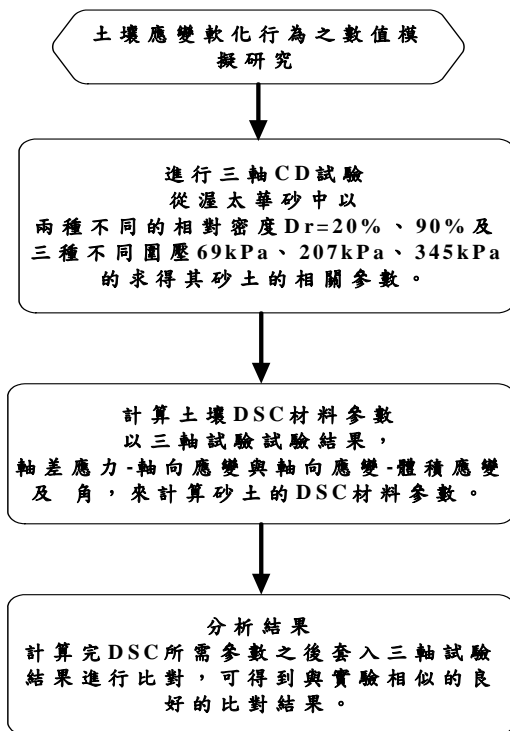 土壤應變軟化行為之數值模
擬研究
進行三軸CD試驗
從渥太華砂中以
兩種不同的相對密度Dr=20%、90%及
三種不同圍壓69kPa、207kPa、345kPa
的求得其砂土的相關參數。
計算土壤DSC材料參數
以三軸試驗試驗結果，
軸差應力-軸向應變與軸向應變-體積應變
及 角，來計算砂土的DSC材料參數。
分析結果
計算完DSC所需參數之後套入三軸試驗
結果進行比對，可得到與實驗相似的良
好的比對結果。